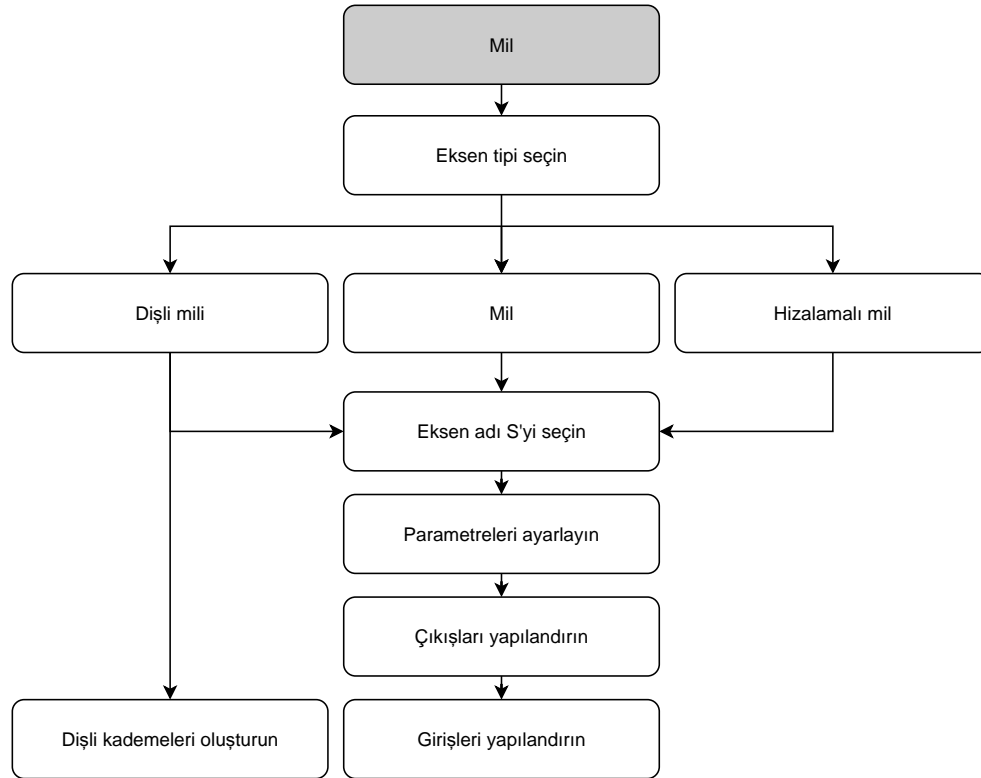 Mil
Eksen tipi seçin
Dişli mili
Mil
Hizalamalı mil
Eksen adı S'yi seçin
Parametreleri ayarlayın
Çıkışları yapılandırın
Dişli kademeleri oluşturun
Girişleri yapılandırın